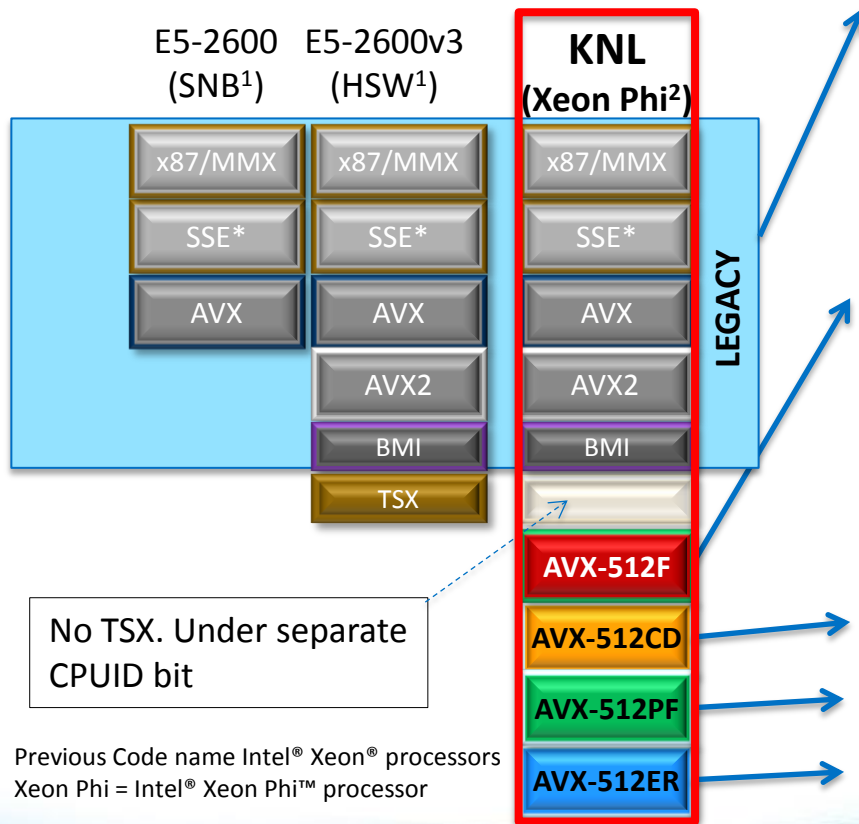 E5-2600
(SNB¹)
E5-2600v3
(HSW¹)
KNL
(Xeon Phi²)
x87/MMX
x87/MMX
x87/MMX
SSE*
SSE*
SSE*
AVX
AVX
AVX
AVX2
AVX2
BMI
BMI
LEGACY
TSX
AVX-512F
No TSX. Under separate
CPUID bit
AVX-512CD
AVX-512PF
AVX-512ER
Previous Code name Intel® Xeon® processors
Xeon Phi = Intel® Xeon Phi™ processor